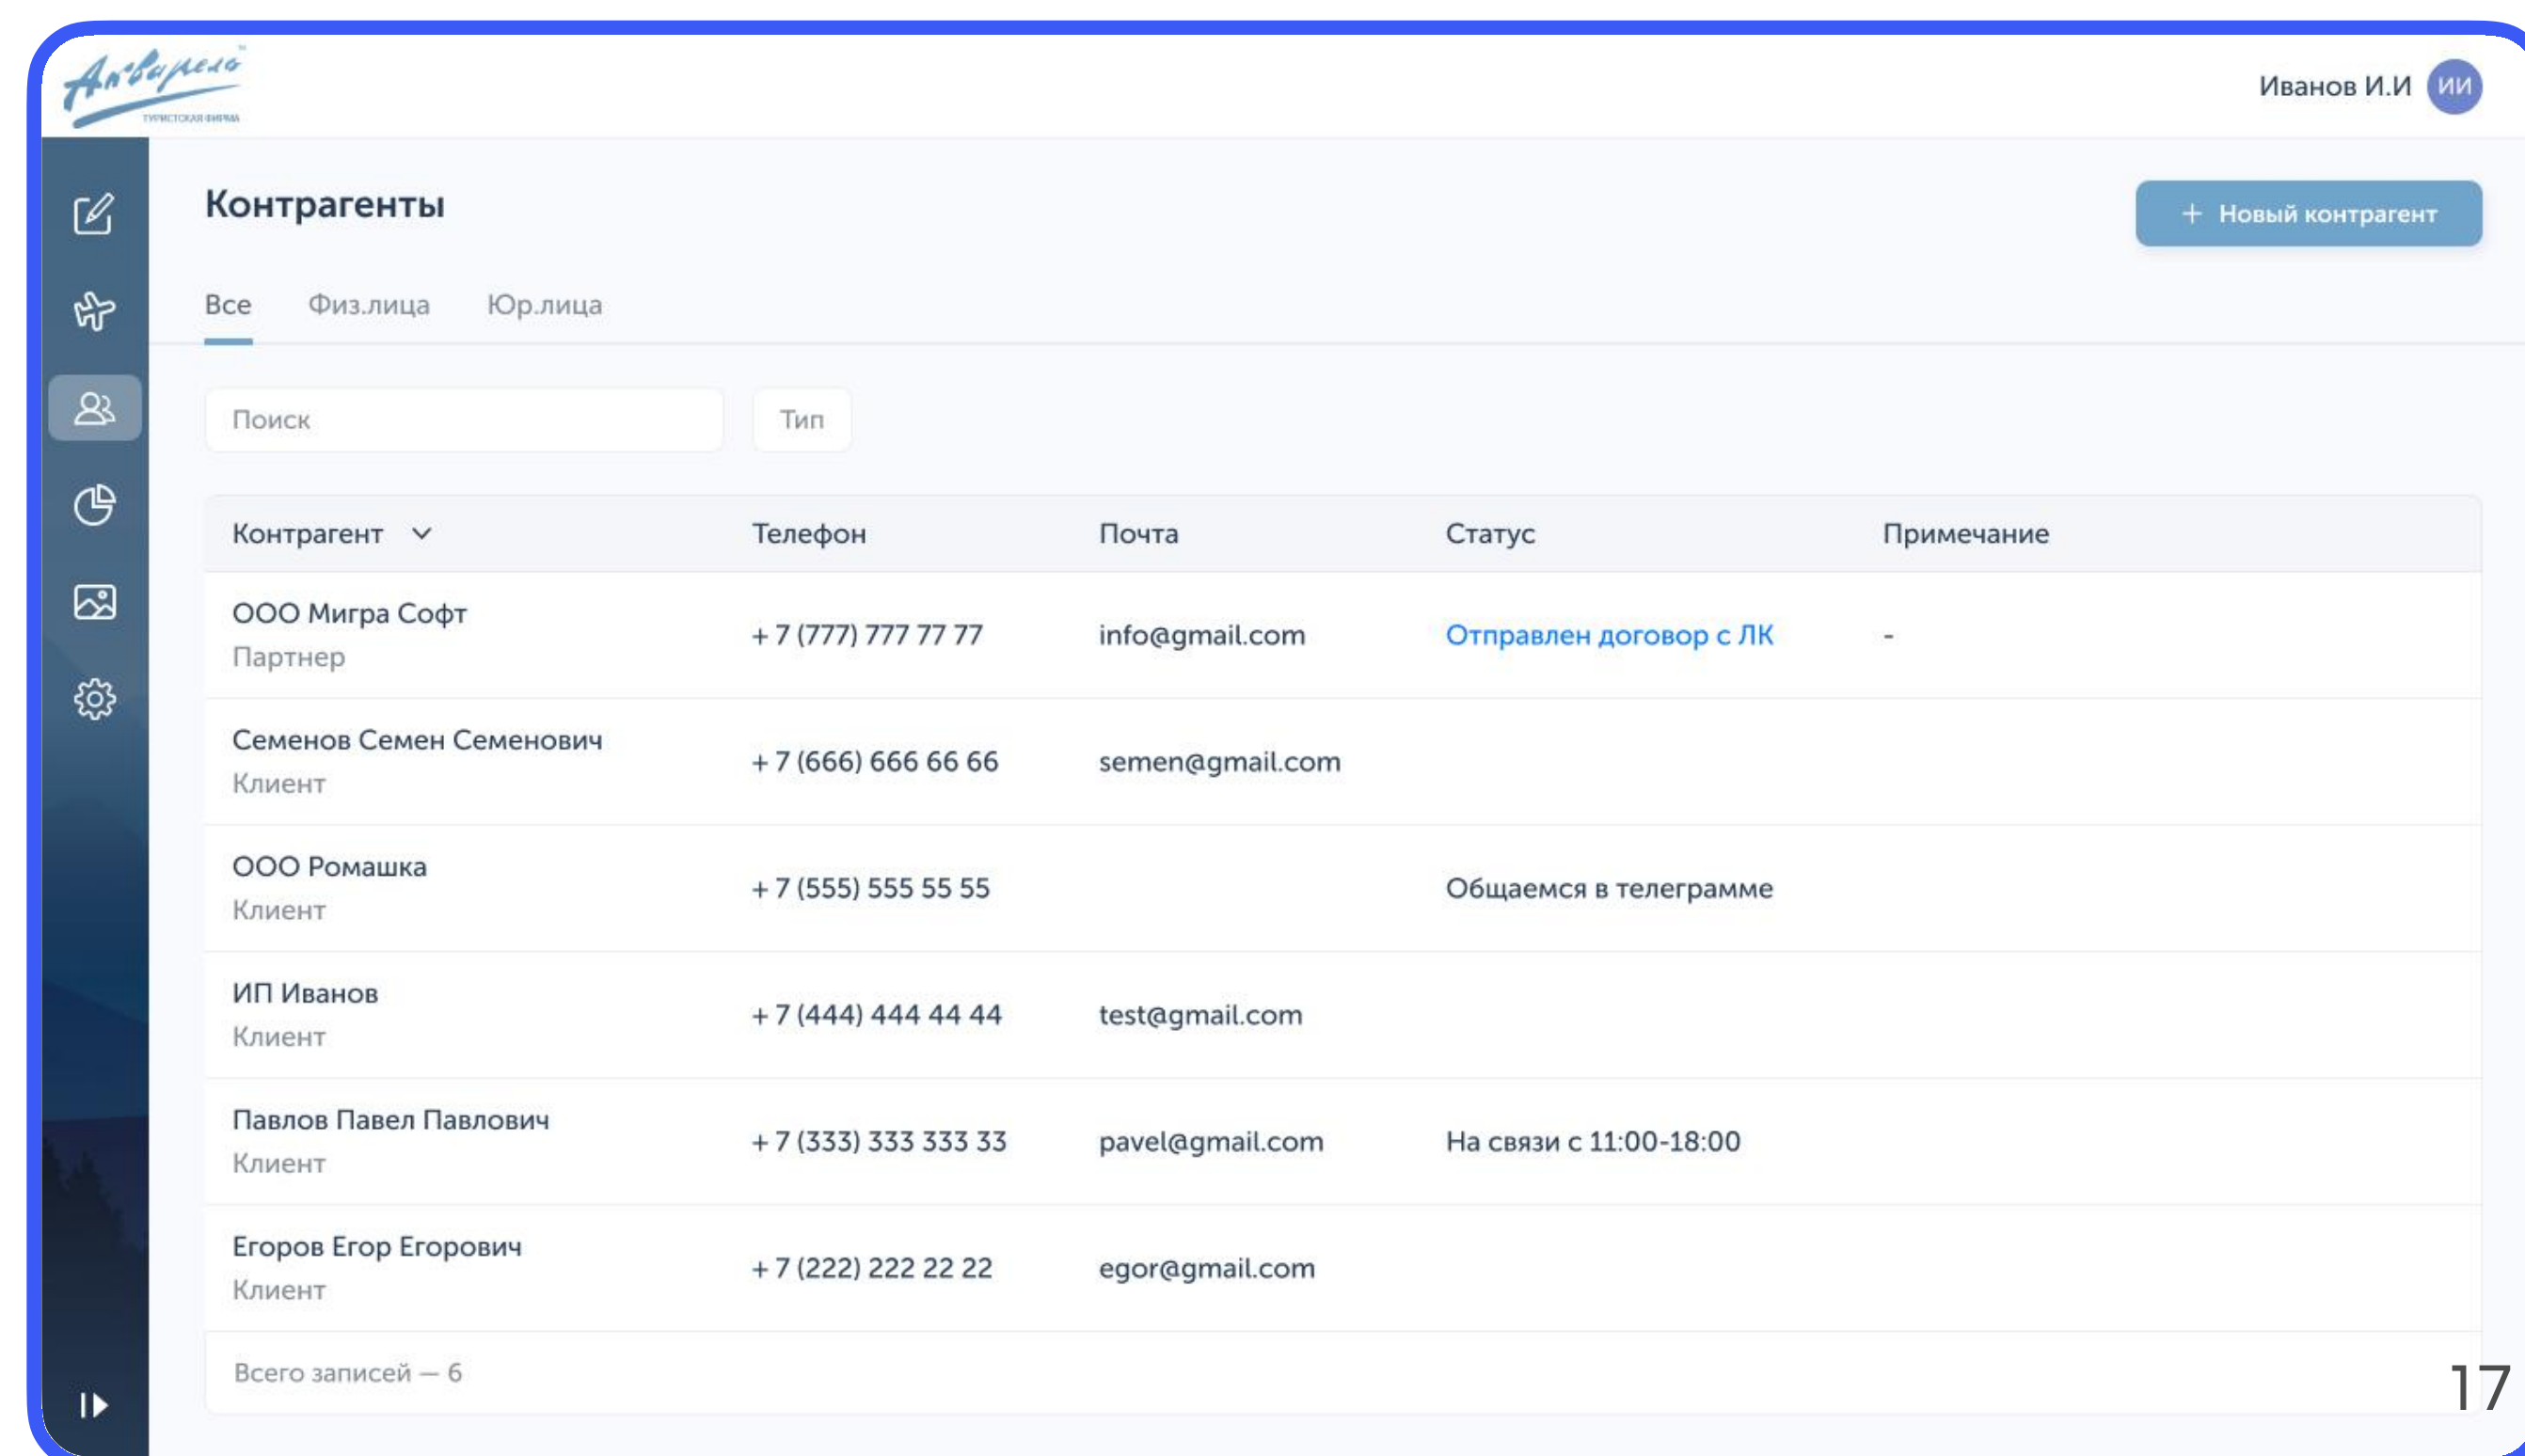 Акварель
ТУРИСТСКАЯ ФИРМА
Иванов И.И ИИ
Контрагенты
+ Новый контрагент
Все Физ.лица Юр.лица
Поиск Тип
Контрагент Телефон Почта Статус Примечание
ООО Мигра Софт
Партнер
+ 7 (777) 777 77 77 info@gmail.com Отправлен договор с ЛК -
Семенов Семен Семенович
Клиент
+ 7 (666) 666 66 66 semen@gmail.com
ООО Ромашка
Клиент
+ 7 (555) 555 55 55 Общаемся в телеграмме
ИП Иванов
Клиент
+ 7 (444) 444 44 44 test@gmail.com
Павлов Павел Павлович
Клиент
+ 7 (333) 333 333 33 pavel@gmail.com На связи с 11:00-18:00
Егоров Егор Егорович
Клиент
+ 7 (222) 222 22 22 egor@gmail.com
Всего записей — 6
17